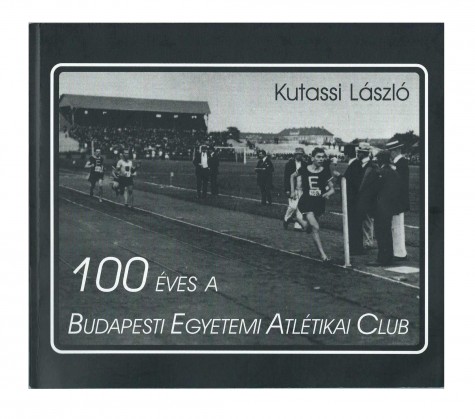 Kutassi László
E
100 ÉVES A
BUDAPESTI EGYETEMI ATLÉTIKAI CLUB